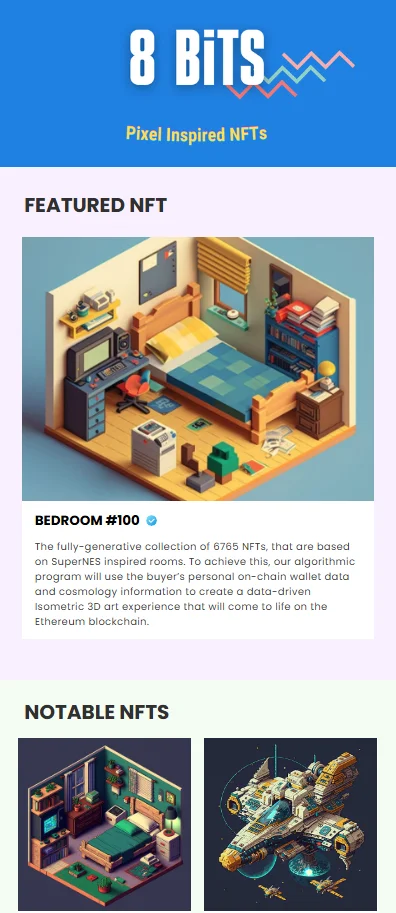 8 BiTS
Pixel Inspired NFTs
FEATURED NFT
BEDROOM #100
The fully-generative collection of 6765 NFTs, that are based
on SuperNES inspired rooms. To achieve this, our algorithmic
program will use the buyer's personal on-chain wallet data
and cosmology information to create a data-driven
Isometric 3D art experience that will come to life on the
Ethereum blockchain.
NOTABLE NFTS